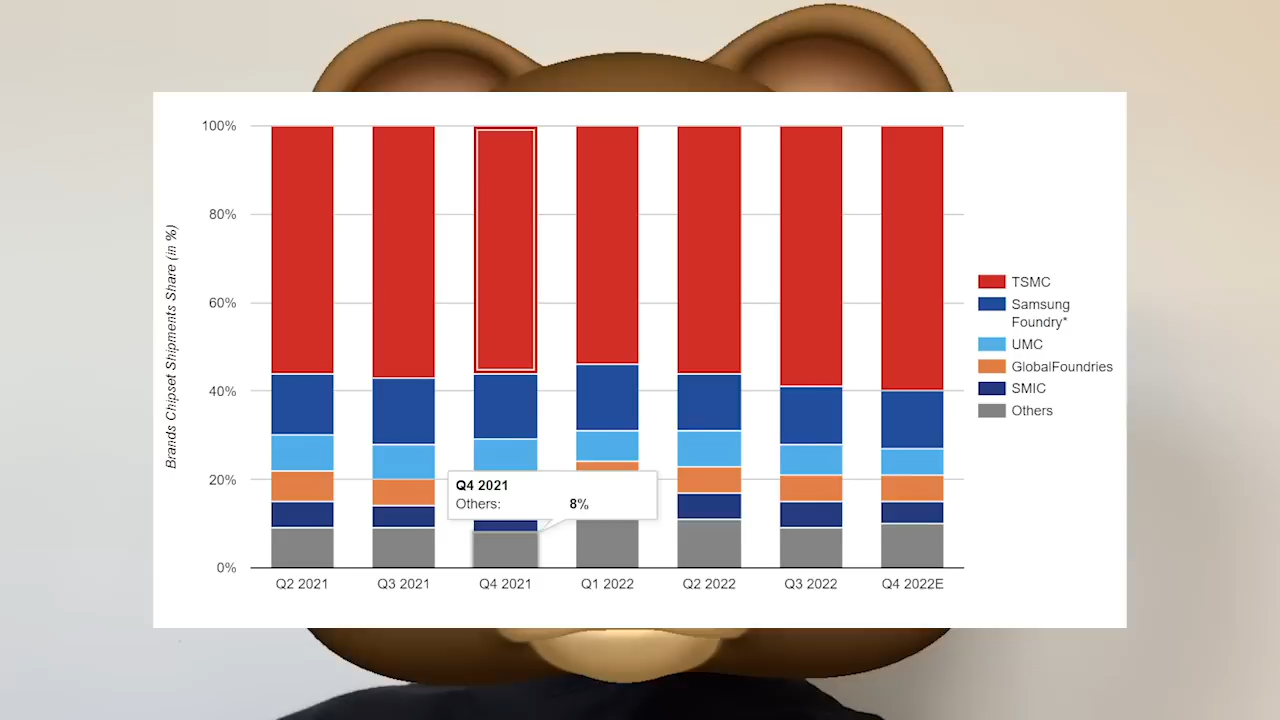 100%
80%
60%
40%
20%
0%
Brands Chipset Shipments Share (in %)
Q4 2021
Others: 8%
Q2 2021 Q3 2021 Q4 2021 Q1 2022 Q2 2022 Q3 2022 Q4 2022E
TSMC
Samsung
Foundry*
UMC
GlobalFoundries
SMIC
Others